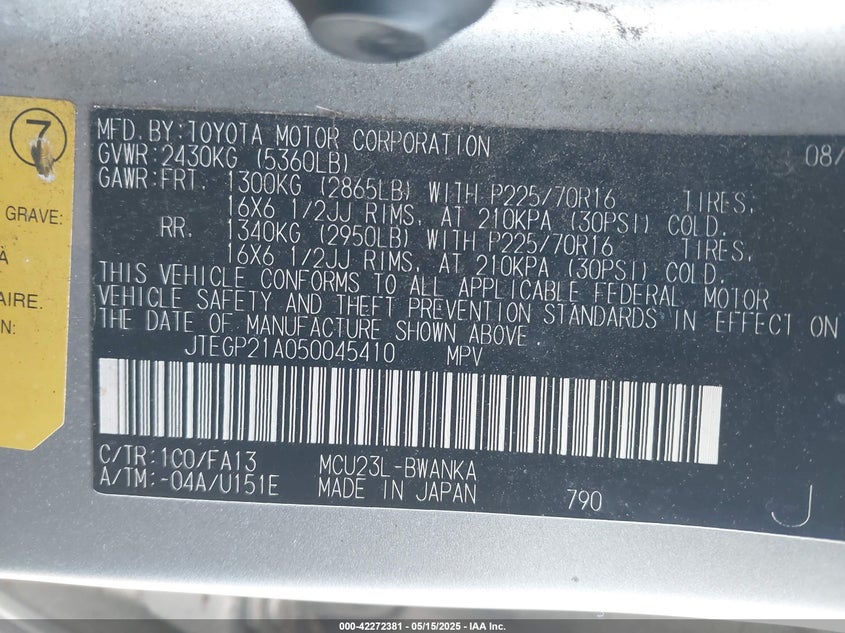 7
GRAVE:
À
AIRE.
N:
MFD.BY:TOYOTA MOTOR CORPORATION 08/
GVWR:2430KG (5360LB)
GAWR:FRT. 1300KG (2865LB) WITH P225/70R16 TIRES,
16X6 1/2JJ RIMS, AT 210KPA (30PSI) COLD.
RR. 1340KG (2950LB) WITH P225/70R16 TIRES,
16X6 1/2JJ RIMS, AT 210KPA (30PSI) COLD.
THIS VEHICLE CONFORMS TO ALL APPLICABLE FEDERAL MOTOR
VEHICLE SAFETY AND THEFT PREVENTION STANDARDS IN EFFECT ON
THE DATE OF MANUFACTURE SHOWN ABOVE
JTEGP21A050045410 MPV
C/TR:1C0/FA13 MCU23L-BWANKA
A/TM:-04A/U151E MADE IN JAPAN 790
J
000-42272381 - 05/15/2025 - IAA Inc.